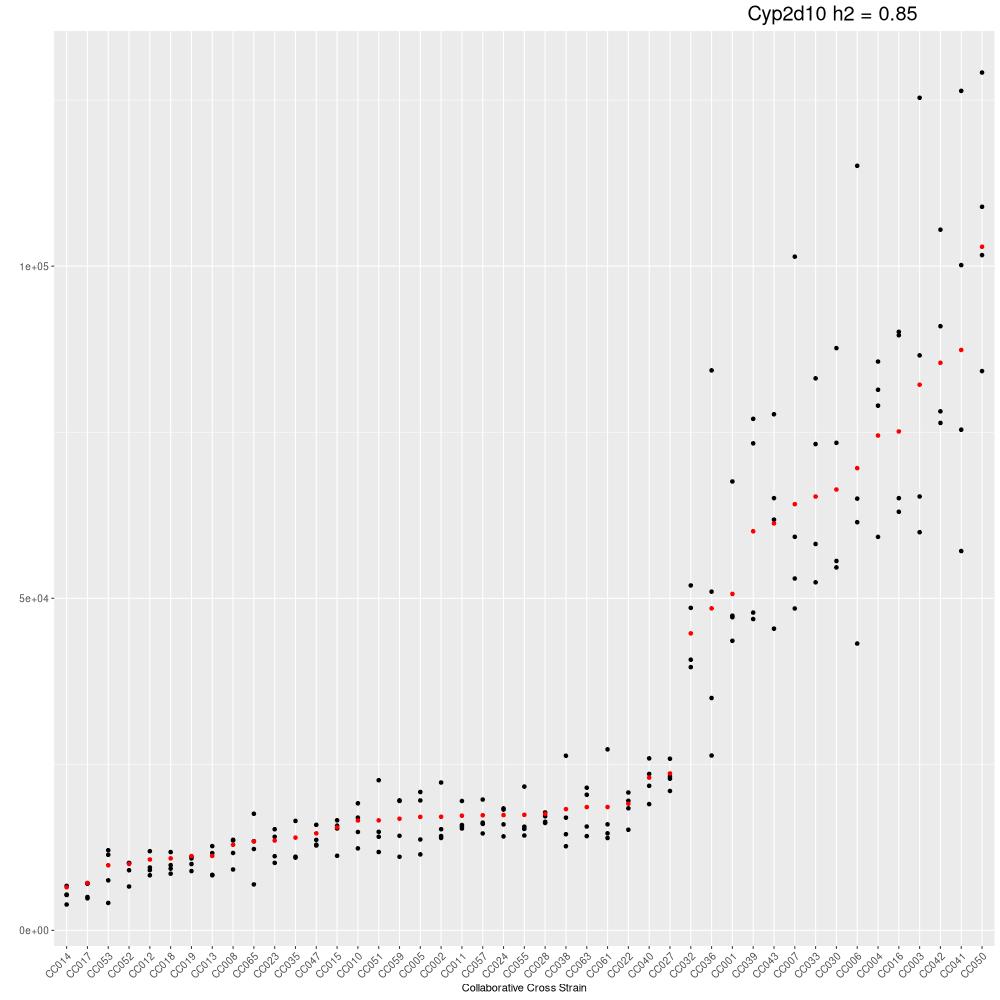 Cyp2d10 h2 = 0.85
1e+05
5e+04
0e+00
CC014 CC017 CC053 CC052 CC012 CC018 CC019 CC013 CC008 CC065 CC023 CC035 CC047 CC015 CC010 CC051 CC059 CC005 CC002 CC011 CC057 CC024 CC055 CC028 CC038 CC063 CC061 CC022 CC040 CC027 CC032 CC036 CC001 CC039 CC043 CC007 CC033 CC030 CC006 CC004 CC016 CC003 CC042 CC041 CC050
Collaborative Cross Strain